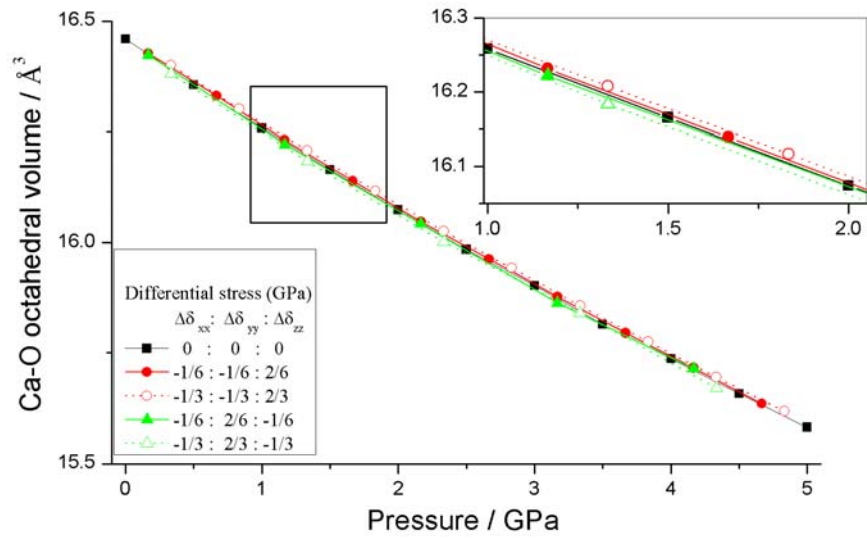 16.5
16.0
15.5
Ca-O octahedral volume / Å³
0 1 2 3 4 5
Pressure / GPa
16.3
16.2
16.1
1.0 1.5 2.0
Differential stress (GPa)
Δδxx: Δδyy : Δδzz
0 : 0 : 0
-1/6 : -1/6 : 2/6
-1/3 : -1/3 : 2/3
-1/6 : 2/6 : -1/6
-1/3 : 2/3 : -1/3